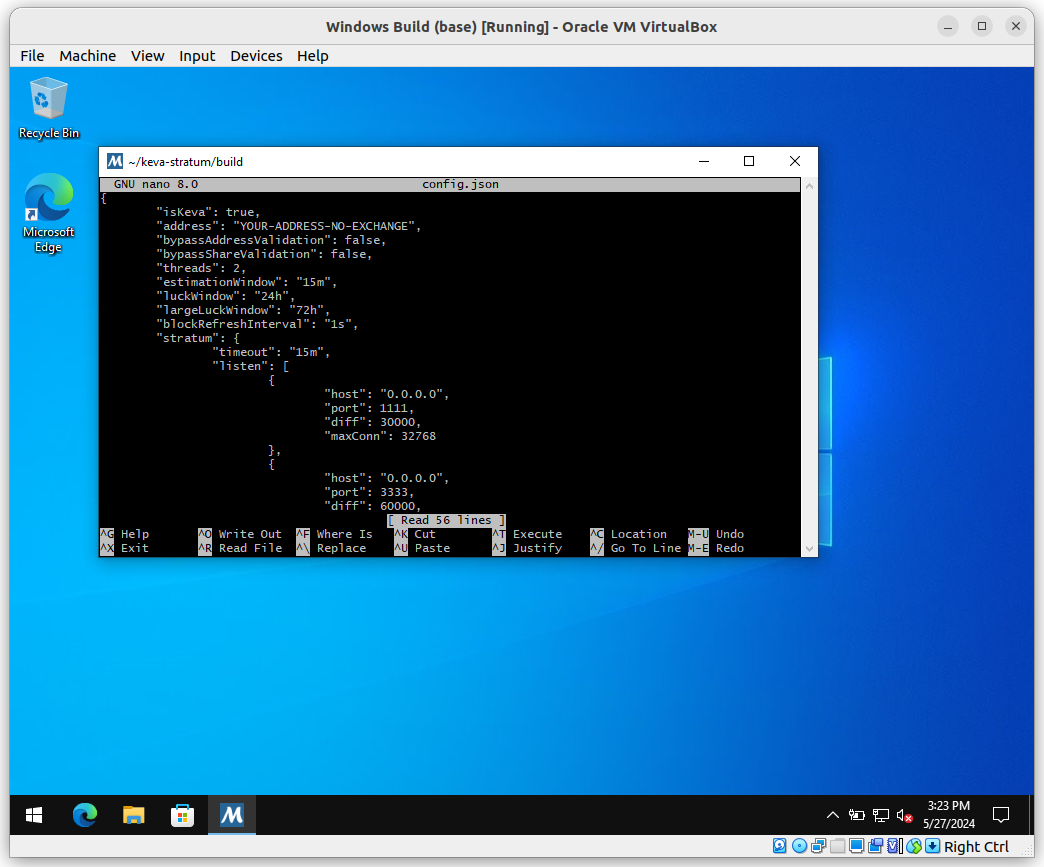 Windows Build (base) [Running] - Oracle VM VirtualBox
File Machine View Input Devices Help
Recycle Bin
Microsoft
Edge
M ~/keva-stratum/build
GNU nano 8.0 config.json
{
"isKeva": true,
"address": "YOUR-ADDRESS-NO-EXCHANGE",
"bypassAddressValidation": false,
"bypassShareValidation": false,
"threads": 2,
"estimationWindow": "15m",
"luckWindow": "24h",
"largeLuckWindow": "72h",
"blockRefreshInterval": "1s",
"stratum": {
"timeout": "15m",
"listen": [
{
"host": "0.0.0.0",
"port": 1111,
"diff": 30000,
"maxConn": 32768
},
{
"host": "0.0.0.0",
"port": 3333,
"diff": 60000,
[ Read 56 lines ]
^G Help ^O Write Out ^F Where Is ^K Cut ^T Execute ^C Location M-U Undo
^X Exit ^R Read File ^\ Replace ^U Paste ^J Justify ^/ Go To Line M-E Redo
M
3:23 PM
5/27/2024
Right Ctrl